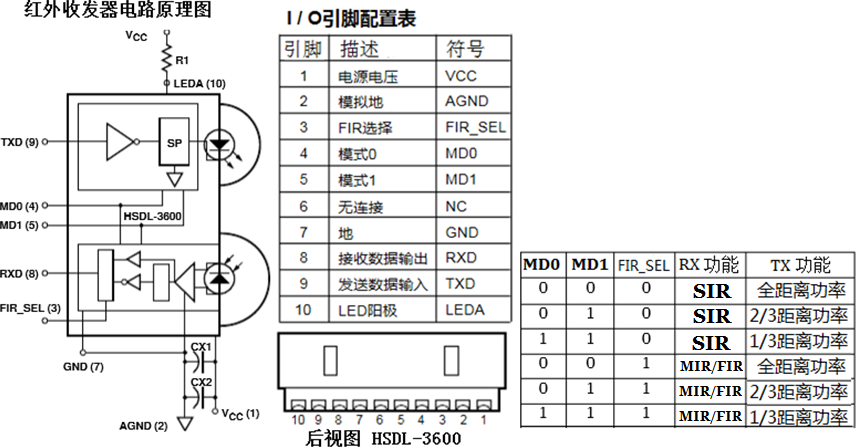 红外收发器电路原理图
VCC
R1
LEDA (10)
TXD (9)
SP
MD0 (4)
HSDL-3600
MD1 (5)
RXD (8)
FIR_SEL (3)
GND (7)
CX1
CX2
VCC (1)
AGND (2)
I / O引脚配置表
引脚 描述 符号
1 电源电压 VCC
2 模拟地 AGND
3 FIR选择 FIR_SEL
4 模式0 MD0
5 模式1 MD1
6 无连接 NC
7 地 GND
8 接收数据输出 RXD
9 发送数据输入 TXD
10 LED阳极 LEDA
10 9 8 7 6 5 4 3 2 1
后视图 HSDL-3600
MD0 MD1 FIR_SEL RX 功能 TX 功能
0 0 0 SIR 全距离功率
0 1 0 SIR 2/3距离功率
1 1 0 SIR 1/3距离功率
0 0 1 MIR/FIR 全距离功率
0 1 1 MIR/FIR 2/3距离功率
1 1 1 MIR/FIR 1/3距离功率